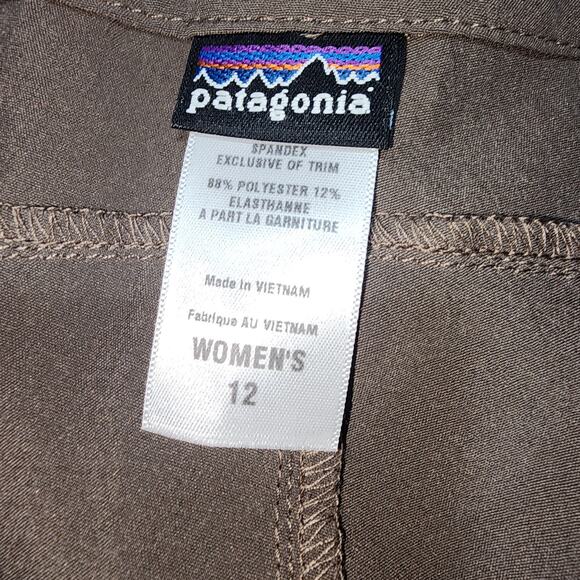 patagonia
SPANDEX
EXCLUSIVE OF TRIM
88% POLYESTER 12%
ELASTHANNE
A PART LA GARNITURE
Made in VIETNAM
Fabrique AU VIETNAM
WOMEN'S
12